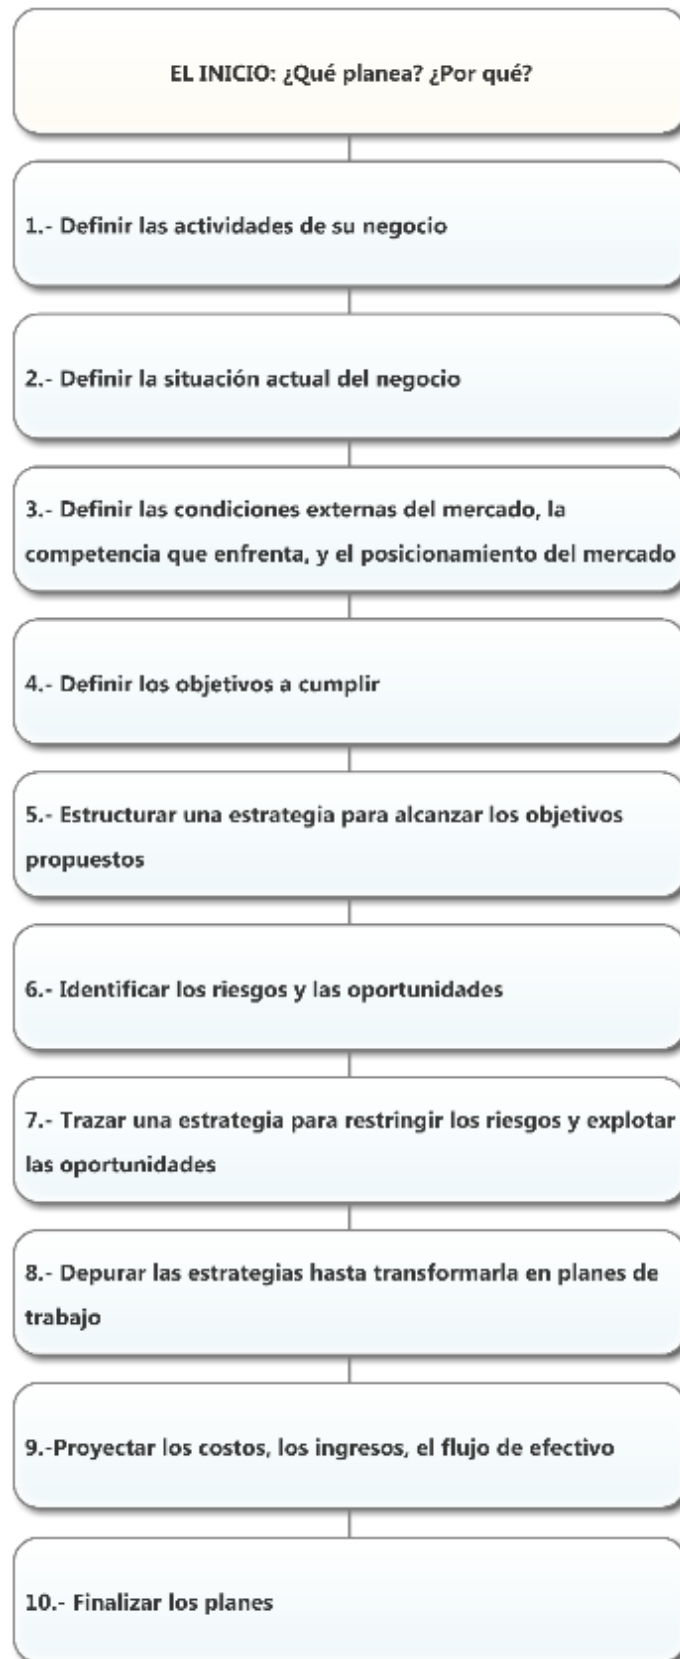 EL INICIO: ¿Qué planea? ¿Por qué?
1.- Definir las actividades de su negocio
2.- Definir la situación actual del negocio
3.- Definir las condiciones externas del mercado, la
competencia que enfrenta, y el posicionamiento del mercado
4.- Definir los objetivos a cumplir
5.- Estructurar una estrategia para alcanzar los objetivos
propuestos
6.- Identificar los riesgos y las oportunidades
7.- Trazar una estrategia para restringir los riesgos y explotar
las oportunidades
8.- Depurar las estrategias hasta transformarla en planes de
trabajo
9.-Proyectar los costos, los ingresos, el flujo de efectivo
10.- Finalizar los planes